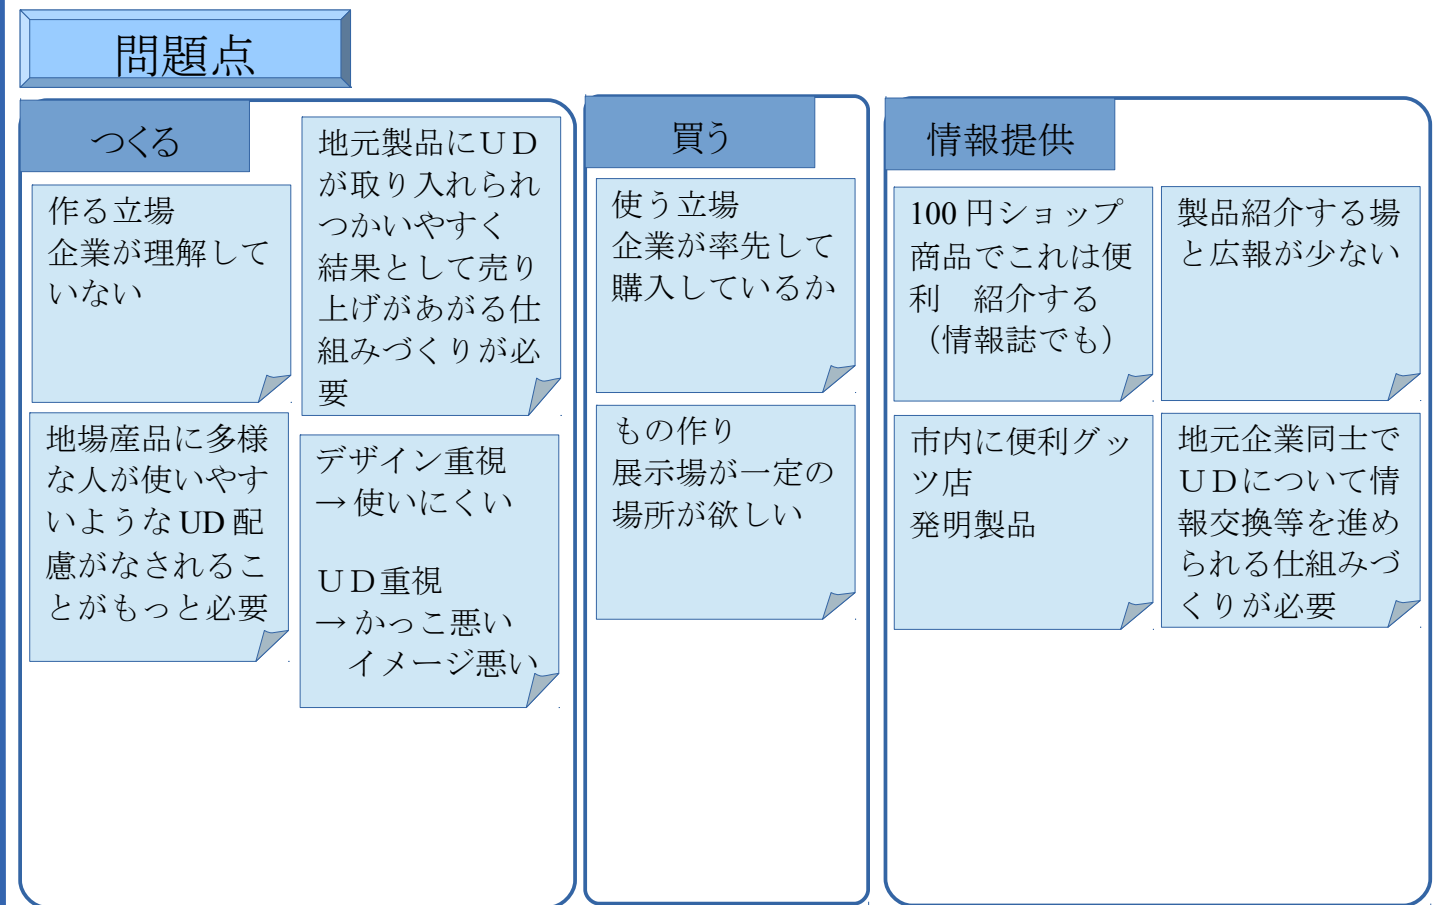 問題点
つくる
作る立場
企業が理解して
いない
地場産品に多様
な人が使いやす
いようなUD配
慮がなされるこ
とがもっと必要
地元製品にＵＤ
が取り入れられ
つかいやすく
結果として売り
上げがあがる仕
組みづくりが必
要
デザイン重視
→使いにくい
ＵＤ重視
→かっこ悪い
　イメージ悪い
買う
使う立場
企業が率先して
購入しているか
もの作り
展示場が一定の
場所が欲しい
情報提供
100円ショップ
商品でこれは便
利　紹介する
（情報誌でも）
製品紹介する場
と広報が少ない
市内に便利グッ
ツ店
発明製品
地元企業同士で
ＵＤについて情
報交換等を進め
られる仕組みづ
くりが必要